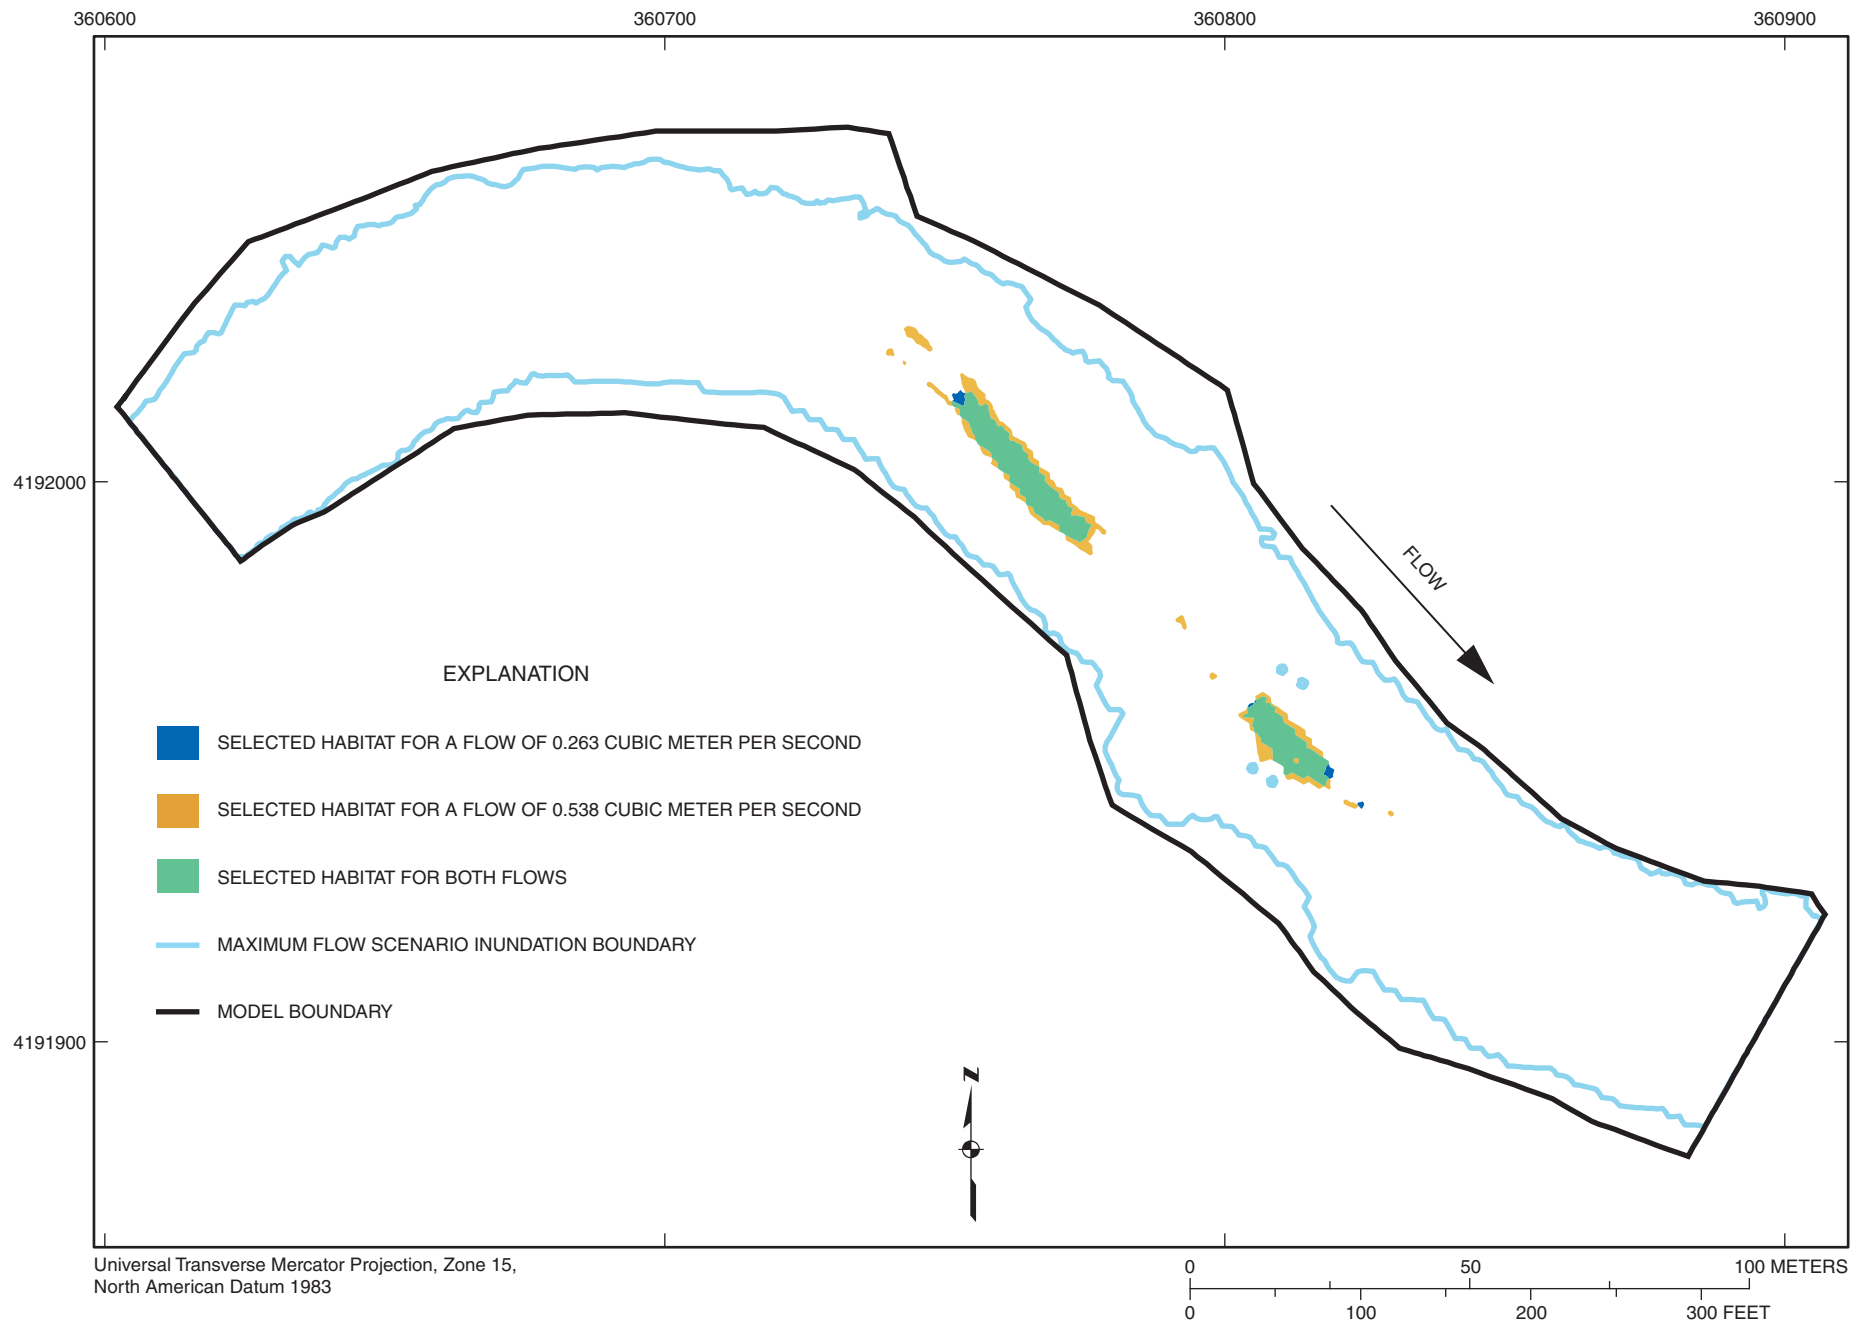 360600 360700 360800 360900
4192000
FLOW
EXPLANATION
SELECTED HABITAT FOR A FLOW OF 0.263 CUBIC METER PER SECOND
SELECTED HABITAT FOR A FLOW OF 0.538 CUBIC METER PER SECOND
SELECTED HABITAT FOR BOTH FLOWS
MAXIMUM FLOW SCENARIO INUNDATION BOUNDARY
MODEL BOUNDARY
4191900
N
Universal Transverse Mercator Projection, Zone 15,
North American Datum 1983
0 50 100 METERS
0 100 200 300 FEET